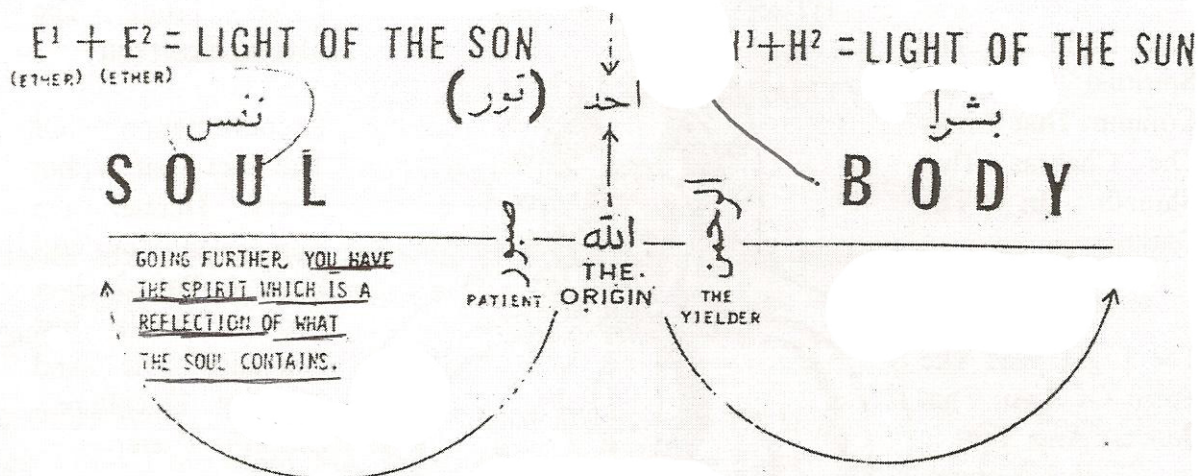 E¹ + E² = LIGHT OF THE SON
(ETHER) (ETHER)
¹+H² = LIGHT OF THE SUN
نفس
(نور)
احد
بشرا
SOUL
BODY
الله
THE ORIGIN
PATIENT
THE YIELDER
GOING FURTHER, YOU HAVE
THE SPIRIT WHICH IS A
REFLECTION OF WHAT
THE SOUL CONTAINS.